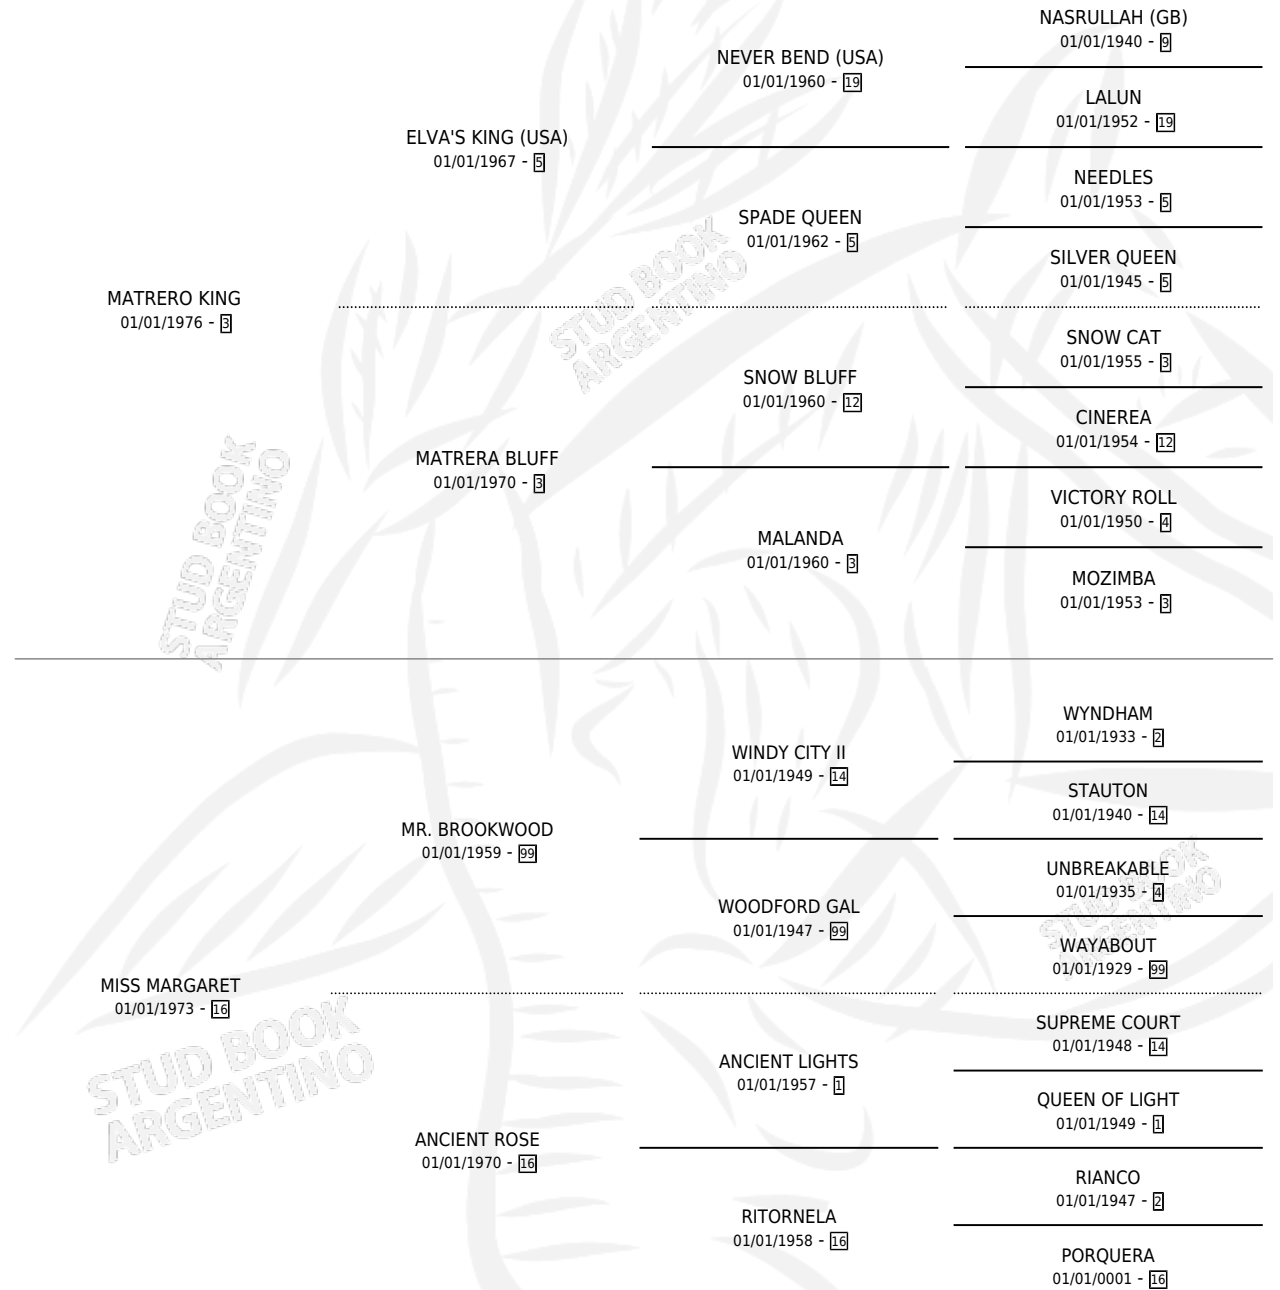 NASRULLAH (GB)
01/01/1940 - 9
NEVER BEND (USA)
01/01/1960 - 19
LALUN
01/01/1952 - 19
ELVA'S KING (USA)
01/01/1967 - 5
NEEDLES
01/01/1953 - 5
SPADE QUEEN
01/01/1962 - 5
SILVER QUEEN
01/01/1945 - 5
MATRERO KING
01/01/1976 - 3
SNOW CAT
01/01/1955 - 3
SNOW BLUFF
01/01/1960 - 12
CINEREA
01/01/1954 - 12
MATRERA BLUFF
01/01/1970 - 3
VICTORY ROLL
01/01/1950 - 4
MALANDA
01/01/1960 - 3
MOZIMBA
01/01/1953 - 3
WYNDHAM
01/01/1933 - 2
WINDY CITY II
01/01/1949 - 14
STAUTON
01/01/1940 - 14
MR. BROOKWOOD
01/01/1959 - 99
UNBREAKABLE
01/01/1935 - 4
WOODFORD GAL
01/01/1947 - 99
WAYABOUT
01/01/1929 - 99
MISS MARGARET
01/01/1973 - 16
SUPREME COURT
01/01/1948 - 14
ANCIENT LIGHTS
01/01/1957 - 1
QUEEN OF LIGHT
01/01/1949 - 1
ANCIENT ROSE
01/01/1970 - 16
RIANCO
01/01/1947 - 2
RITORNELA
01/01/1958 - 16
PORQUERA
01/01/0001 - 16
STUD BOOK
ARGENTINO
STUD BOOK
ARGENTINO
STUD BOOK
ARGENTINO
STUD BOOK
ARGENTINO